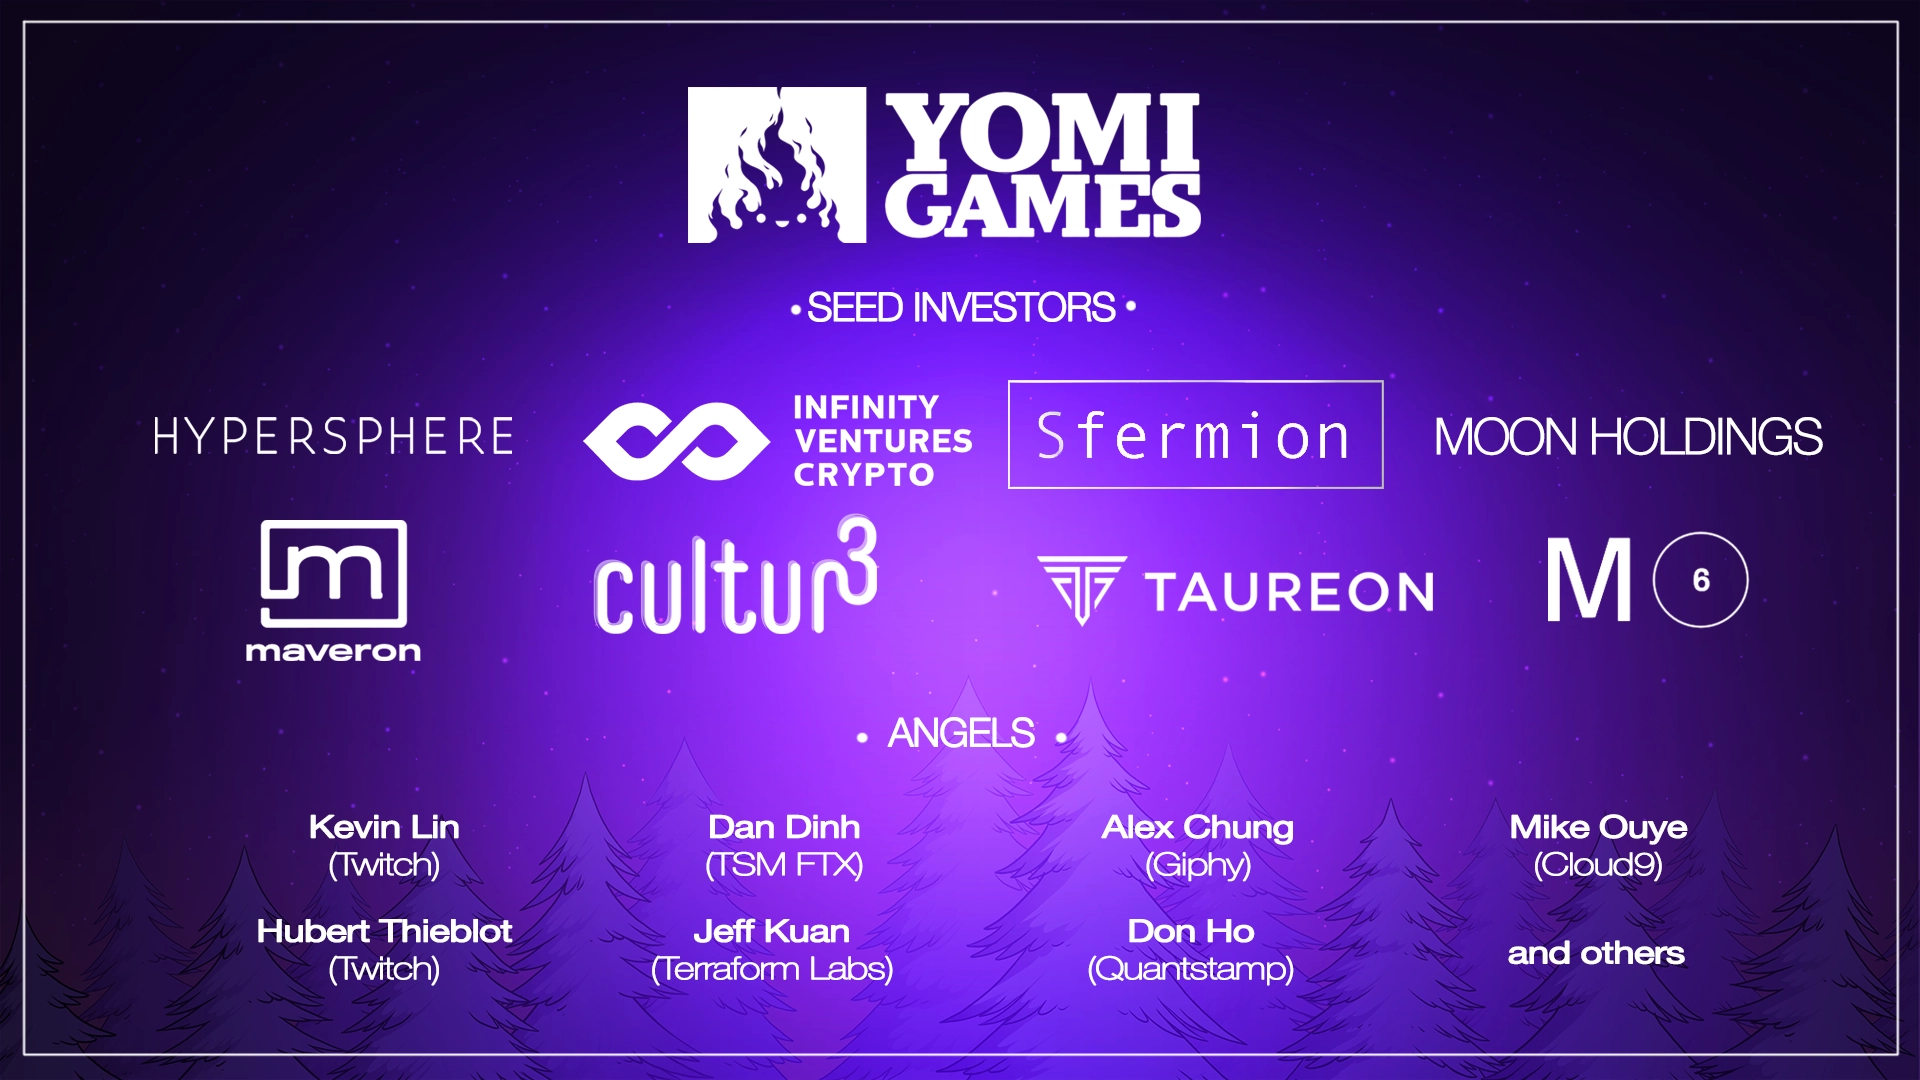 YOMI
GAMES
• SEED INVESTORS •
HYPERSPHERE
INFINITY
VENTURES
CRYPTO
Sfermion
MOON HOLDINGS
m
maveron
cultur3
TAUREON
M 6
• ANGELS •
Kevin Lin
(Twitch)
Dan Dinh
(TSM FTX)
Alex Chung
(Giphy)
Mike Ouye
(Cloud9)
Hubert Thieblot
(Twitch)
Jeff Kuan
(Terraform Labs)
Don Ho
(Quantstamp)
and others